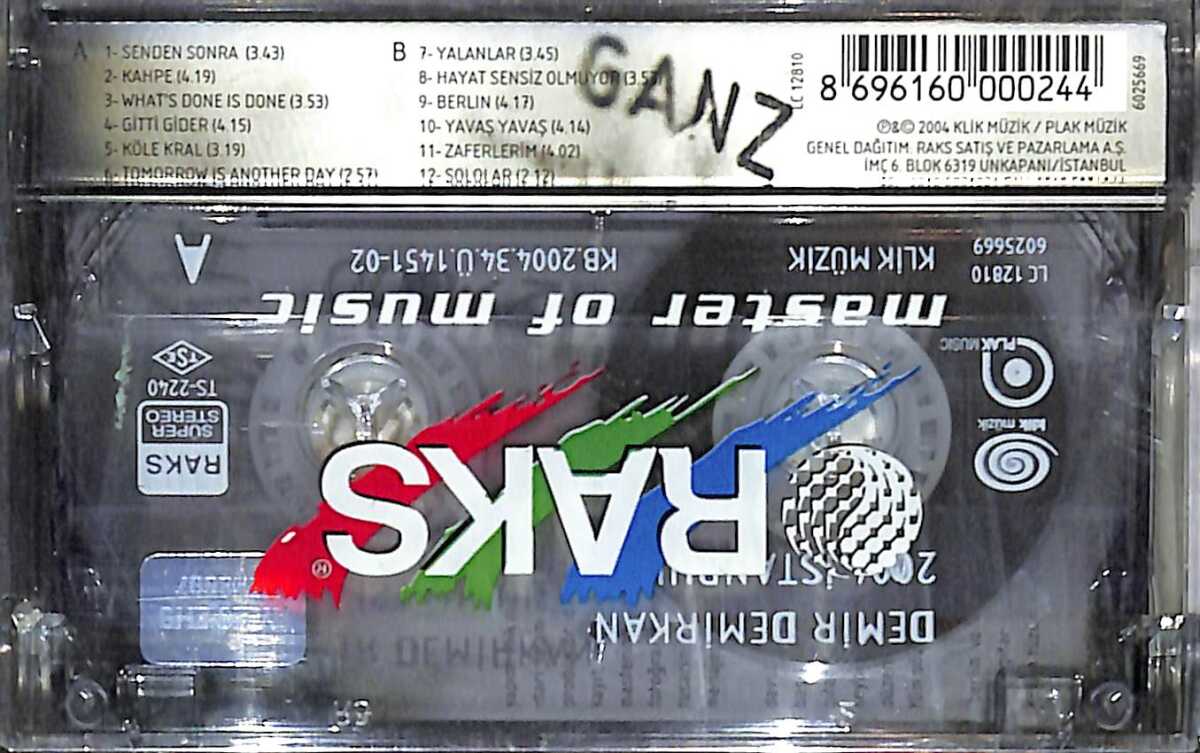 A
1- SENDEN SONRA (3.43)
2- KAHPE (4.19)
3- WHAT'S DONE IS DONE (3.53)
4- GİTTİ GİDER (4.15)
5- KÖLE KRAL (3.19)
6- TOMORROW IS ANOTHER DAY (2 57)
B
7- YALANLAR (3.45)
8- HAYAT SENSİZ OLMUYOR (3.53)
9- BERLIN (4.17)
10- YAVAŞ YAVAŞ (4.14)
11- ZAFERLERİM (4.02)
12- SOLOLAR (2 12)
GANZ
LC 12810
8 696160 000244
6025669
℗&© 2004 KLİK MÜZİK / PLAK MÜZİK
GENEL DAĞITIM. RAKS SATIŞ VE PAZARLAMA A.Ş.
İMÇ 6. BLOK 6319 UNKAPANI/İSTANBUL
A
KB.2004.34.Ü.1451-02
KLİK MÜZİK
6025669
LC 12810
master of music
PLAK MUSIC
klik müzik
TSE
TS-2240
SUPER STEREO
RAKS
RAKS ®
İSTANBUL
DEMİR DEMİRKAN